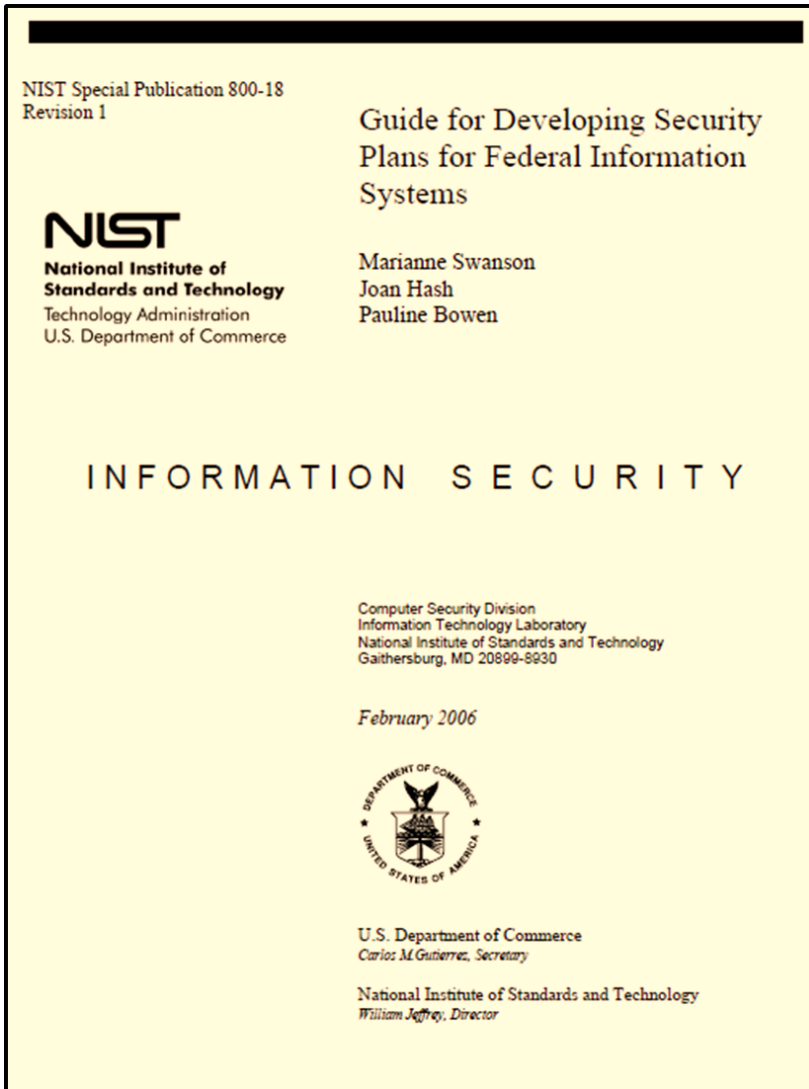 NIST Special Publication 800-18
Revision 1
Guide for Developing Security
Plans for Federal Information
Systems
NIST
National Institute of
Standards and Technology
Technology Administration
U.S. Department of Commerce
Marianne Swanson
Joan Hash
Pauline Bowen
INFORMATION SECURITY
Computer Security Division
Information Technology Laboratory
National Institute of Standards and Technology
Gaithersburg, MD 20899-8930
February 2006
DEPARTMENT OF COMMERCE
UNITED STATES OF AMERICA
U.S. Department of Commerce
Carlos M.Gutierrez, Secretary
National Institute of Standards and Technology
William Jeffrey, Director